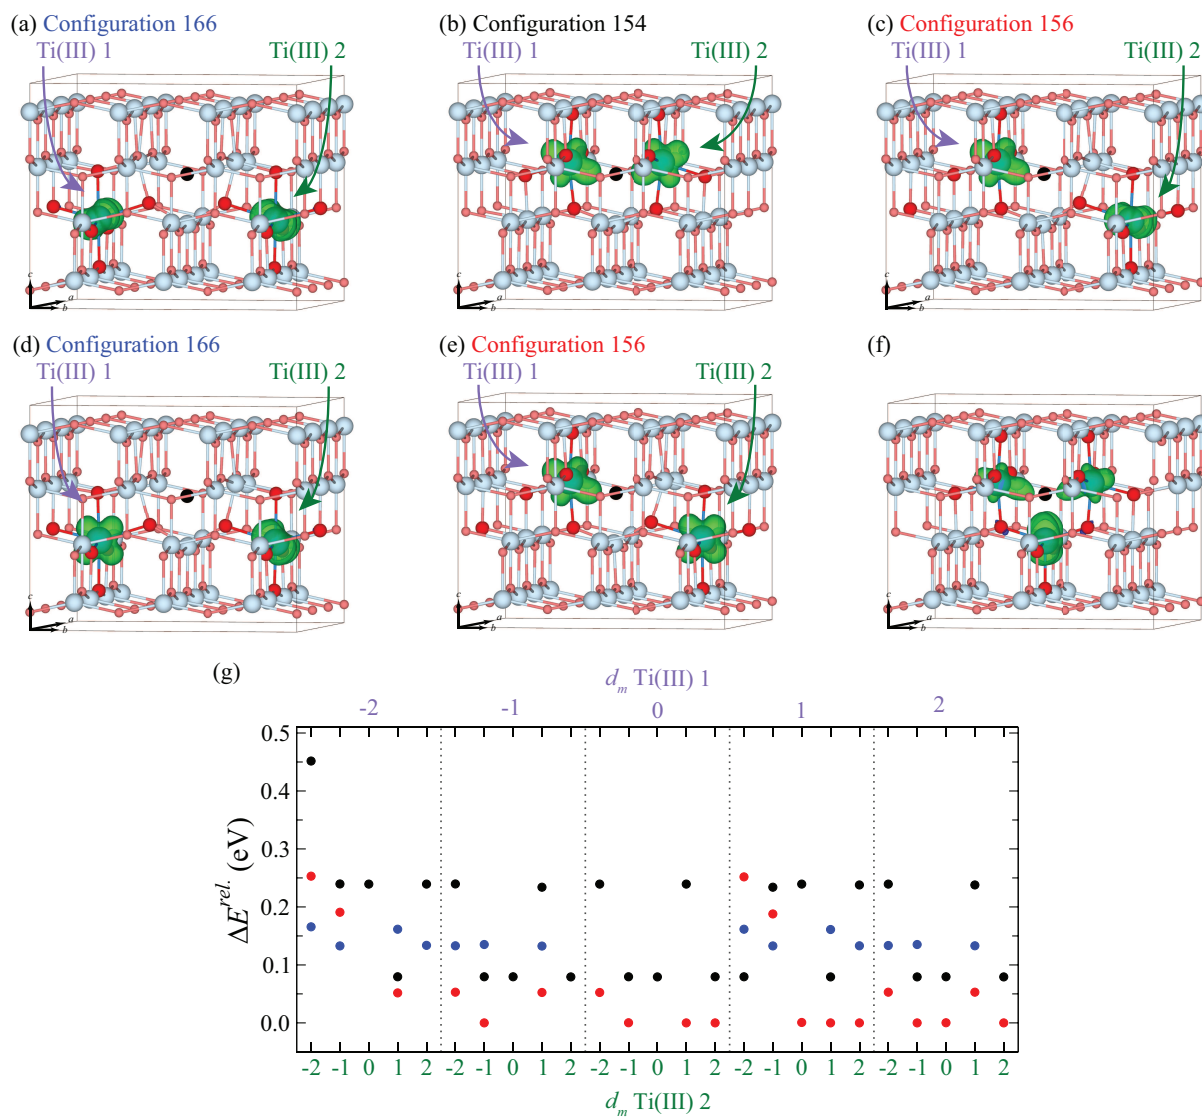 (a) Configuration 166
Ti(III) 1
Ti(III) 2
c
a
b
(b) Configuration 154
Ti(III) 1
Ti(III) 2
c
a
b
(c) Configuration 156
Ti(III) 1
Ti(III) 2
c
a
b
(d) Configuration 166
Ti(III) 1
Ti(III) 2
c
a
b
(e) Configuration 156
Ti(III) 1
Ti(III) 2
c
a
b
(f)
c
a
b
(g)
d_m Ti(III) 1
-2 -1 0 1 2
0.5
0.4
0.3
0.2
0.1
0.0
ΔE^rel. (eV)
-2 -1 0 1 2 -2 -1 0 1 2 -2 -1 0 1 2 -2 -1 0 1 2 -2 -1 0 1 2
d_m Ti(III) 2